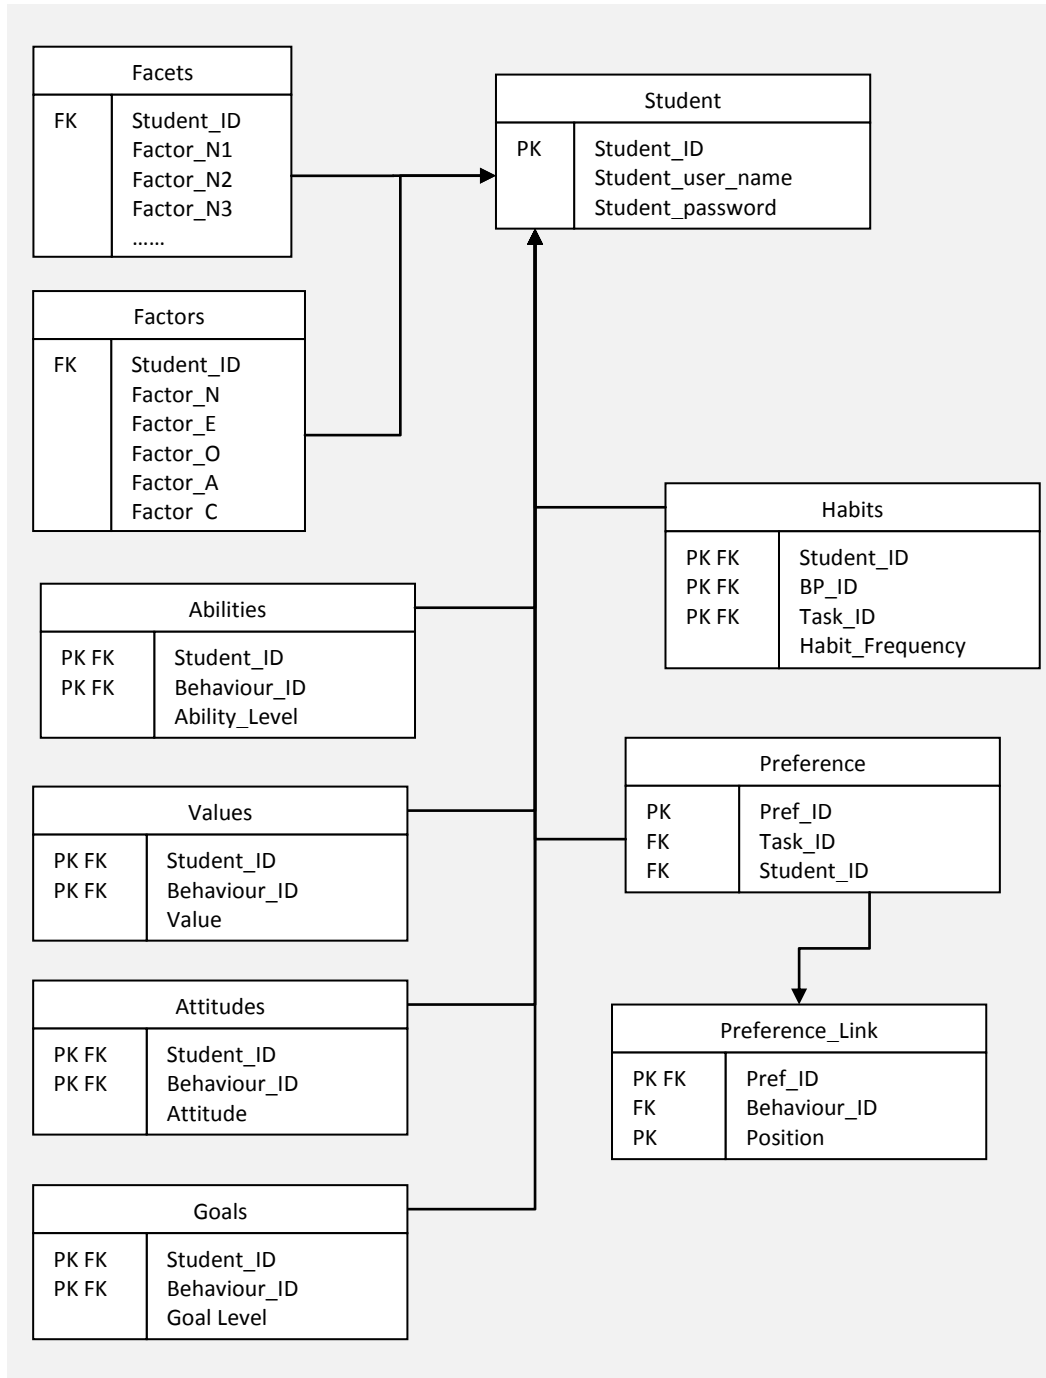 Facets
FK Student_ID
Factor_N1
Factor_N2
Factor_N3
......
Student
PK Student_ID
Student_user_name
Student_password
Factors
FK Student_ID
Factor_N
Factor_E
Factor_O
Factor_A
Factor C
Habits
PK FK Student_ID
PK FK BP_ID
PK FK Task_ID
Habit_Frequency
Abilities
PK FK Student_ID
PK FK Behaviour_ID
Ability_Level
Preference
PK Pref_ID
FK Task_ID
FK Student_ID
Values
PK FK Student_ID
PK FK Behaviour_ID
Value
Attitudes
PK FK Student_ID
PK FK Behaviour_ID
Attitude
Preference_Link
PK FK Pref_ID
FK Behaviour_ID
PK Position
Goals
PK FK Student_ID
PK FK Behaviour_ID
Goal Level